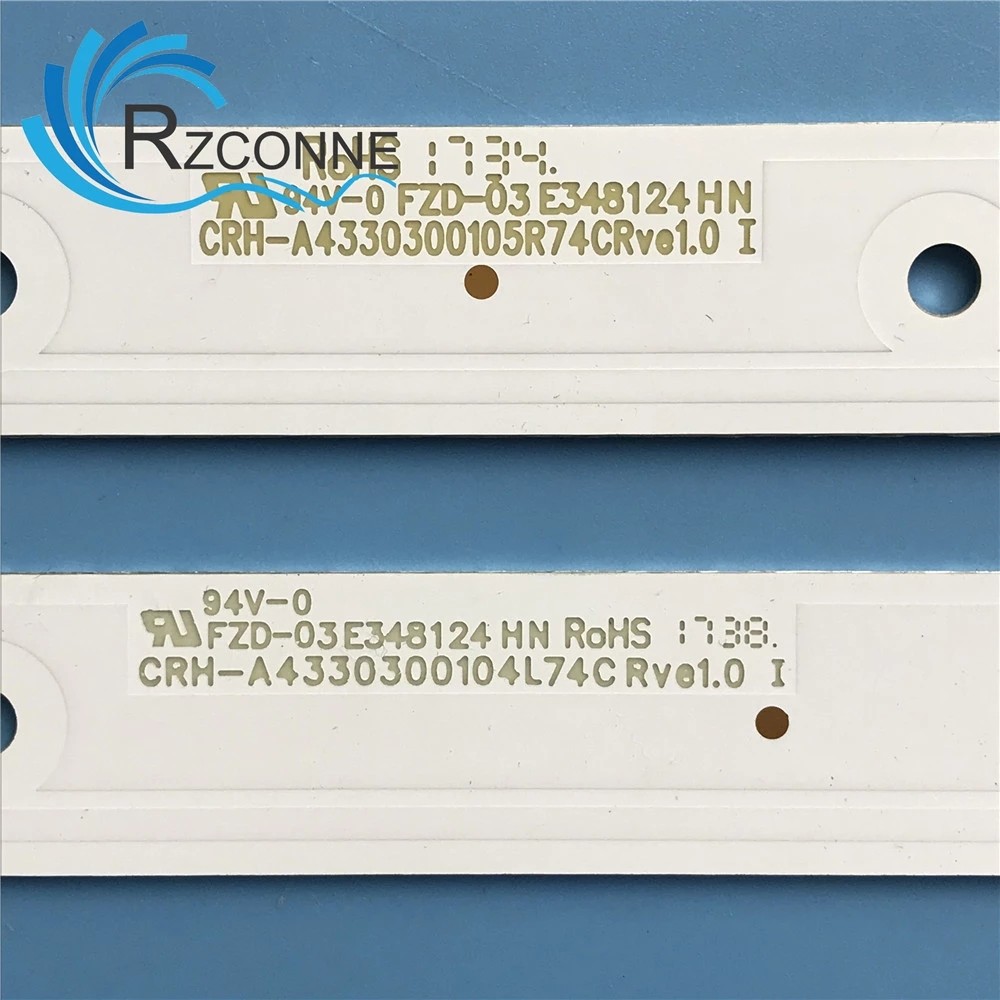 RZCONNE
RoHS 1734.
94V-0 FZD-03 E348124 HN
CRH-A4330300105R74CRve1.0 I
94V-0
FZD-03 E348124 HN RoHS 1738.
CRH-A4330300104L74C Rve1.0 I